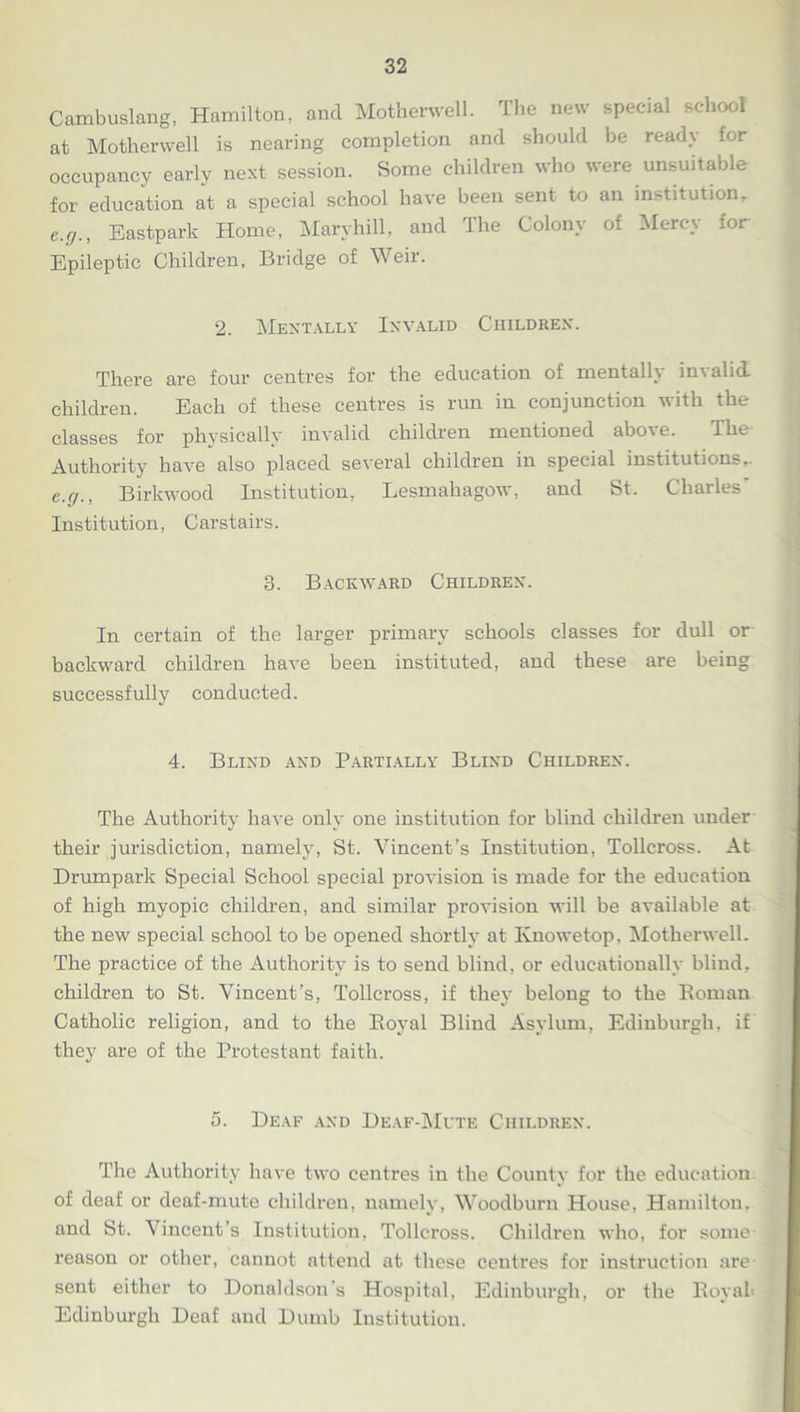 32
Cambuslang, Hamilton, and Motherwell. The new special school
at Motherwell is nearing completion and should be ready for
occupancy early next session. Some children who were unsuitable
for education at a special school have been sent to an institution,
e.g., Eastpark Home, Maryhill, and The Colony of Mercy for
Epileptic Children, Bridge of Weir.
2. Mentally Invalid Children.
There are four centres for the education of mentally invalid
children. Each of these centres is run in conjunction with the
classes for physically invalid children mentioned above. The
Authority have also placed several children in special institutions,
e.g., Birkwood Institution, Lesmahagow, and St. Charles'
Institution, Carstairs.
3. Backward Children.
In certain of the larger primary schools classes for dull or
backward children have been instituted, and these are being
successfully conducted.
4. Blind and Partially Blind Children.
The Authority have only one institution for blind children under
their jurisdiction, namely, St. Vincent's Institution, Tollcross. At
Drumpark Special School special provision is made for the education
of high myopic children, and similar provision will be available at
the new special school to be opened shortly at Knowetop, Motherwell.
The practice of the Authority is to send blind, or educationally blind,
children to St. Vincent's, Tollcross, if they belong to the Roman
Catholic religion, and to the Royal Blind Asylum, Edinburgh, if
they are of the Protestant faith.
5. Deaf and Deaf-Mute Children.
The Authority have two centres in the County for the education
of deaf or deaf-mute children, namely, Woodburn House, Hamilton,
and St. Vincent's Institution, Tollcross. Children who, for some
reason or other, cannot attend at these centres for instruction are
sent either to Donaldson's Hospital, Edinburgh, or the Royal
Edinburgh Deaf and Dumb Institution.